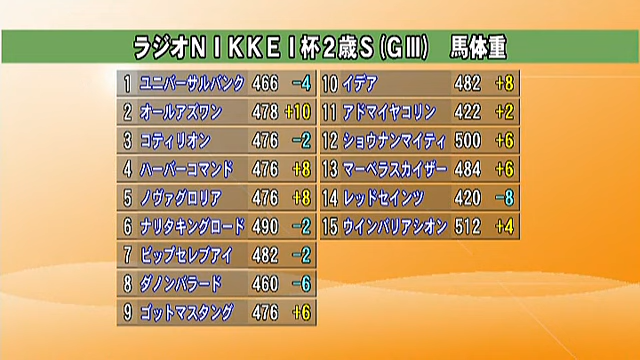 ラジオNIKKEI杯2歳S(GⅢ) 馬体重
1 ユニバーサルバンク 466 -4
2 オールアズワン 478 +10
3 コティリオン 476 -2
4 ハーバーコマンド 476 +8
5 ノヴァグロリア 476 +8
6 ナリタキングロード 490 -2
7 ビップセレブアイ 482 -2
8 ダノンバラード 460 -6
9 ゴットマスタング 476 +6
10 イデア 482 +8
11 アドマイヤコリン 422 +2
12 ショウナンマイティ 500 +6
13 マーベラスカイザー 484 +6
14 レッドセインツ 420 -8
15 ウインバリアシオン 512 +4